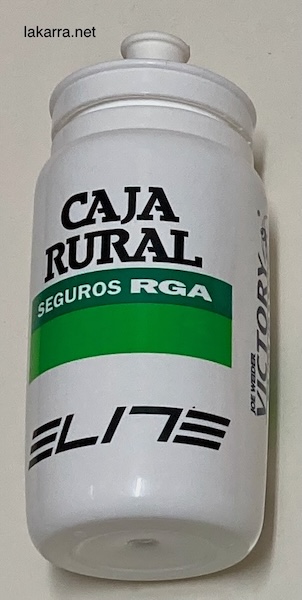 lakarra.net
CAJA
RURAL
SEGUROS RGA
ELITE
JOE WEIDER
VICTORY